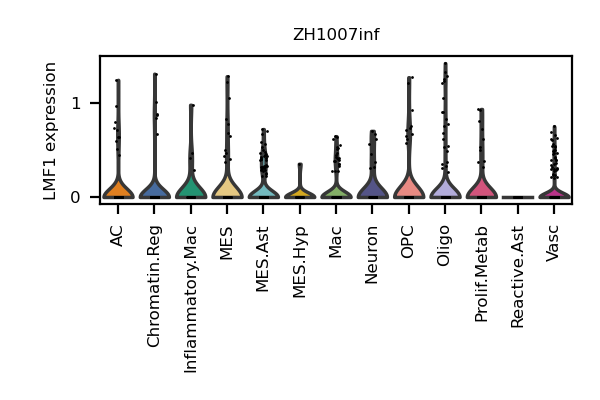 ZH1007inf
LMF1 expression
1
0
AC
Chromatin.Reg
Inflammatory.Mac
MES
MES.Ast
MES.Hyp
Mac
Neuron
OPC
Oligo
Prolif.Metab
Reactive.Ast
Vasc